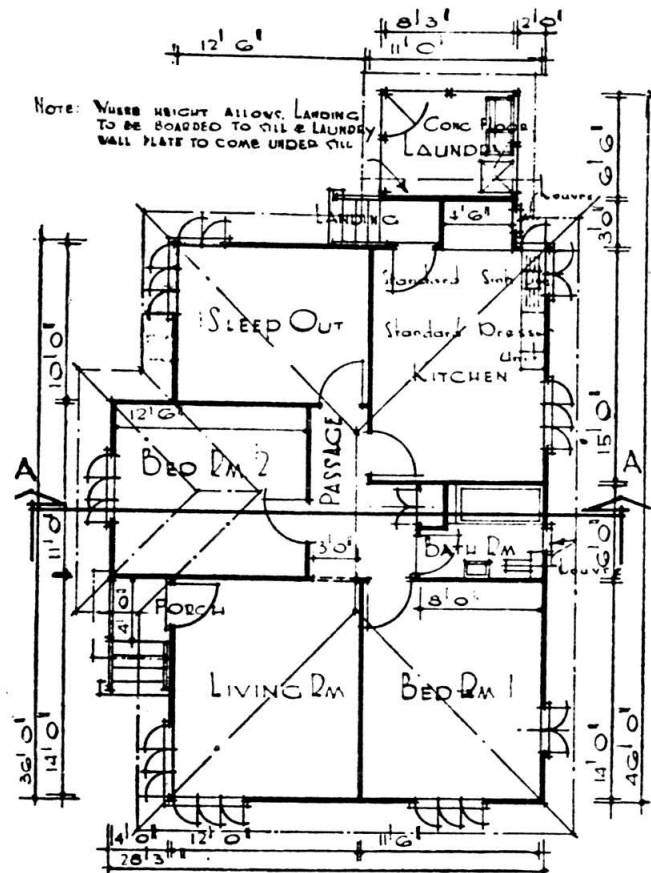 8'3"
2'0"
12'6"
11'0"
NOTE: WHERE HEIGHT ALLOWS, LANDING
TO BE BOARDED TO SILL & LAUNDRY
WALL PLATE TO COME UNDER SILL
CONC FLOOR
LAUNDRY
6'6"
LANDING
4'6"
Louvre
3'0"
Standard Sink
SLEEP OUT
Standard Dresser
Unit
KITCHEN
10'0"
12'6"
PASSAGE
15'0"
BED RM 2
A
A
11'0"
3'0"
BATH RM
6'0"
Louvre
PORCH
4'0"
8'0"
LIVING RM
BED RM 1
36'0"
14'0"
14'0"
46'0"
4'0"
12'0"
11'6"
28'3"